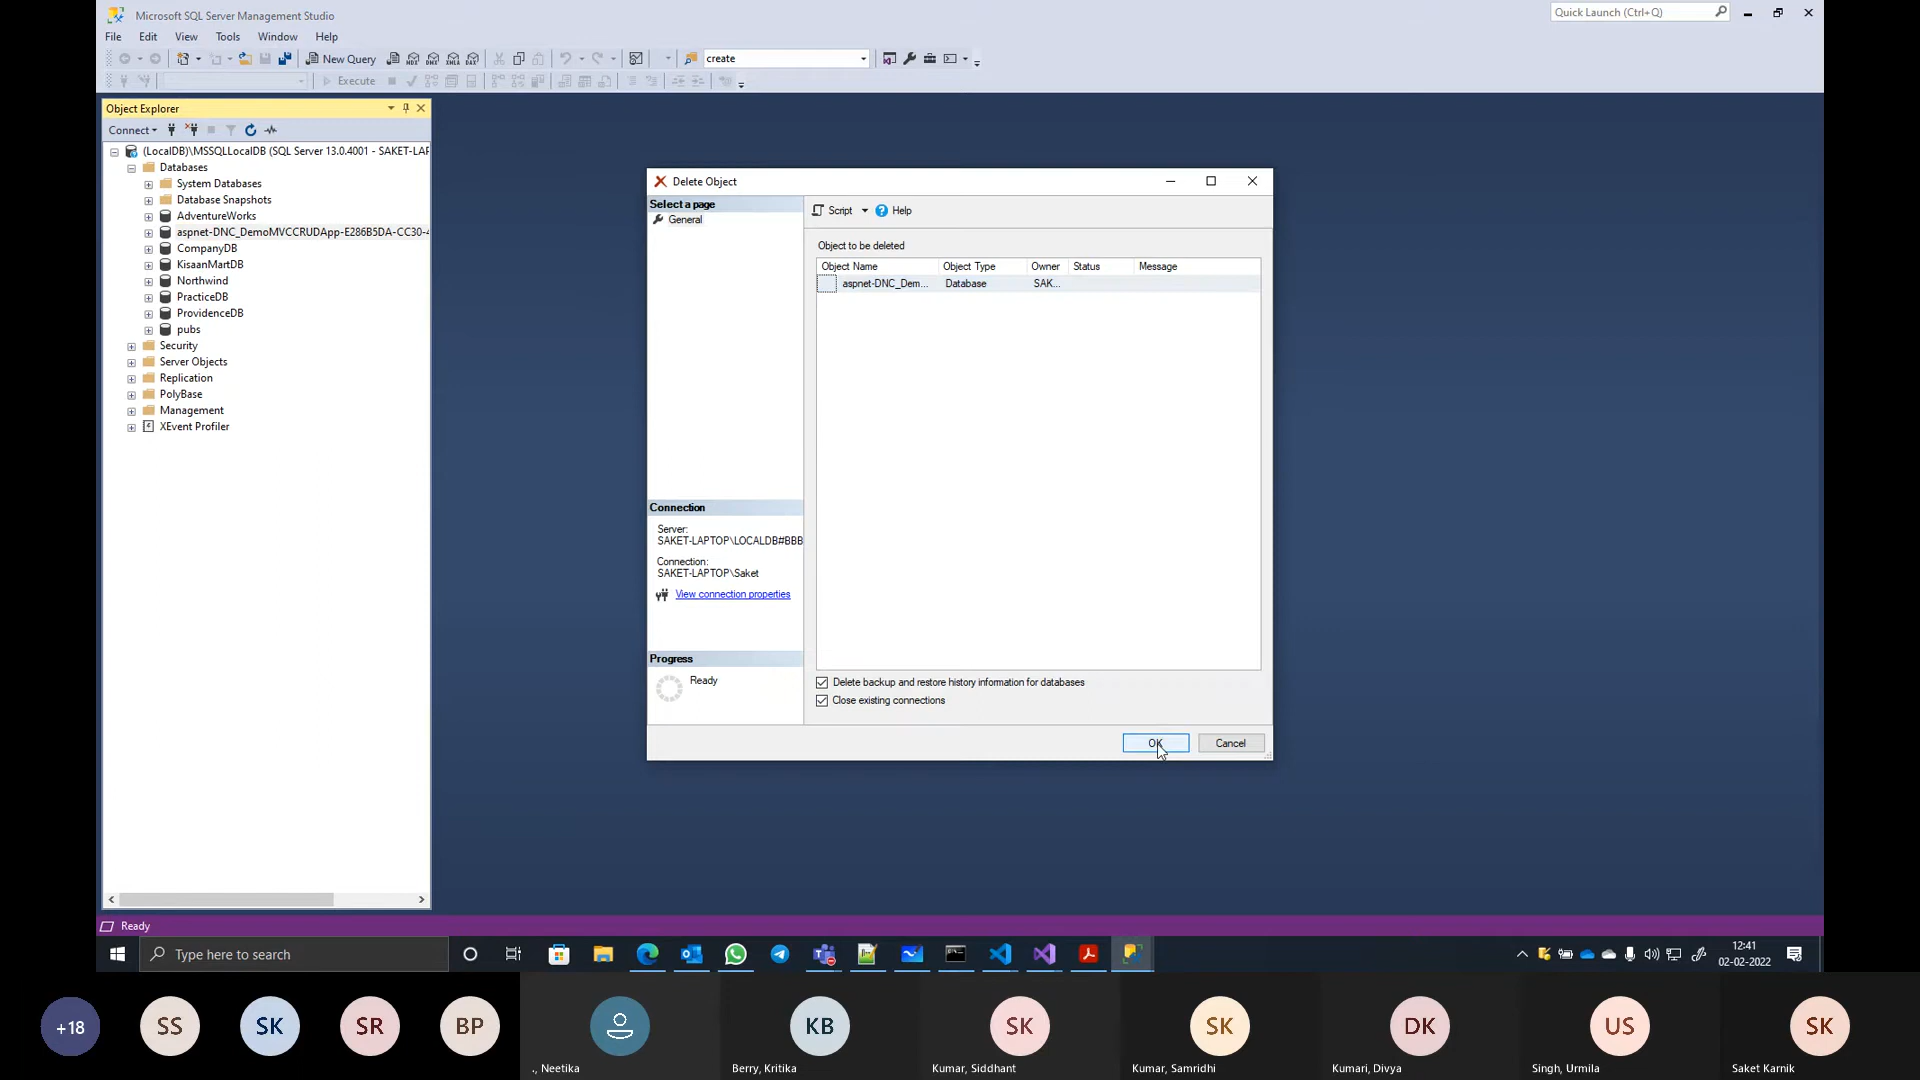 Microsoft SQL Server Management Studio
Quick Launch (Ctrl+Q)
File Edit View Tools Window Help
New Query
create
Execute
Object Explorer
Connect
(LocalDB)\MSSQLLocalDB (SQL Server 13.0.4001 - SAKET-LAP
Databases
System Databases
Database Snapshots
AdventureWorks
aspnet-DNC_DemoMVCCRUDApp-E286B5DA-CC30-4
CompanyDB
KisaanMartDB
Northwind
PracticeDB
ProvidenceDB
pubs
Security
Server Objects
Replication
PolyBase
Management
XEvent Profiler
Delete Object
Select a page
General
Script Help
Object to be deleted
Object Name Object Type Owner Status Message
aspnet-DNC_Dem... Database SAK...
Connection
Server:
SAKET-LAPTOP\LOCALDB#BBB
Connection:
SAKET-LAPTOP\Saket
View connection properties
Progress
Ready
Delete backup and restore history information for databases
Close existing connections
OK Cancel
Ready
Type here to search
12:41
02-02-2022
+18 SS SK SR BP KB SK SK DK US SK
., Neetika Berry, Kritika Kumar, Siddhant Kumar, Samridhi Kumari, Divya Singh, Urmila Saket Karnik